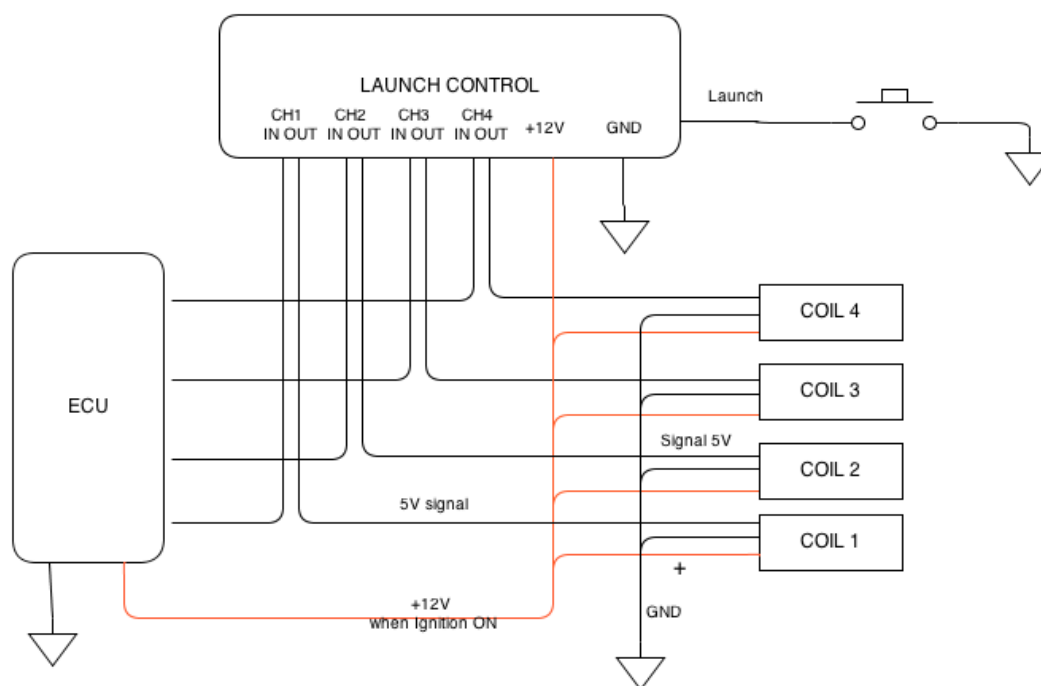 LAUNCH CONTROL
CH1 CH2 CH3 CH4
IN OUT IN OUT IN OUT IN OUT +12V GND
Launch
COIL 4
ECU
COIL 3
Signal 5V
COIL 2
5V signal
COIL 1
+
+12V
when Ignition ON
GND